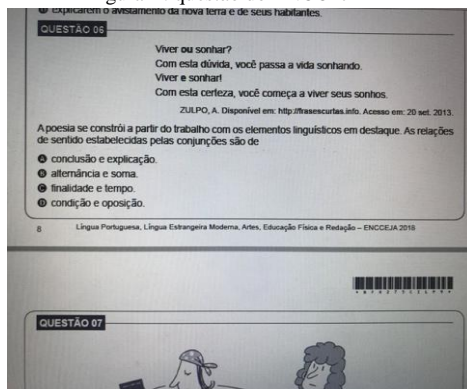 explicarem o avistamento da nova terra e de seus habitantes.
QUESTÃO 06
Viver ou sonhar?
Com esta dúvida, você passa a vida sonhando.
Viver e sonhar!
Com esta certeza, você começa a viver seus sonhos.
ZULPO, A. Disponível em: http://frasescurtas.info. Acesso em: 20 set. 2013.
A poesia se constrói a partir do trabalho com os elementos linguísticos em destaque. As relações
de sentido estabelecidas pelas conjunções são de
A conclusão e explicação.
B alternância e soma.
C finalidade e tempo.
D condição e oposição.
8 Língua Portuguesa, Língua Estrangeira Moderna, Artes, Educação Física e Redação – ENCCEJA 2018
QUESTÃO 07